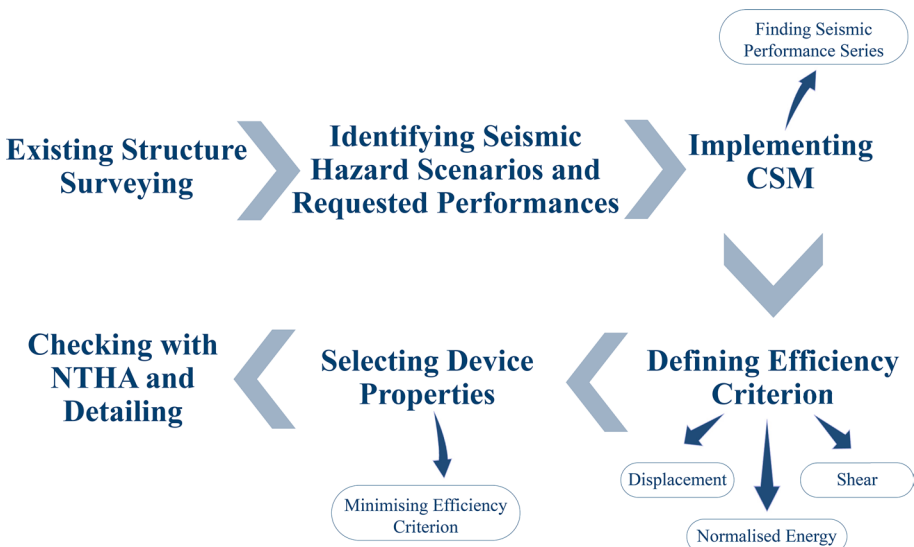 Finding Seismic
Performance Series
Existing Structure
Surveying
Identifying Seismic
Hazard Scenarios and
Requested Performances
Implementing
CSM
Defining Efficiency
Criterion
Displacement
Normalised Energy
Shear
Selecting Device
Properties
Minimising Efficiency
Criterion
Checking with
NTHA and
Detailing